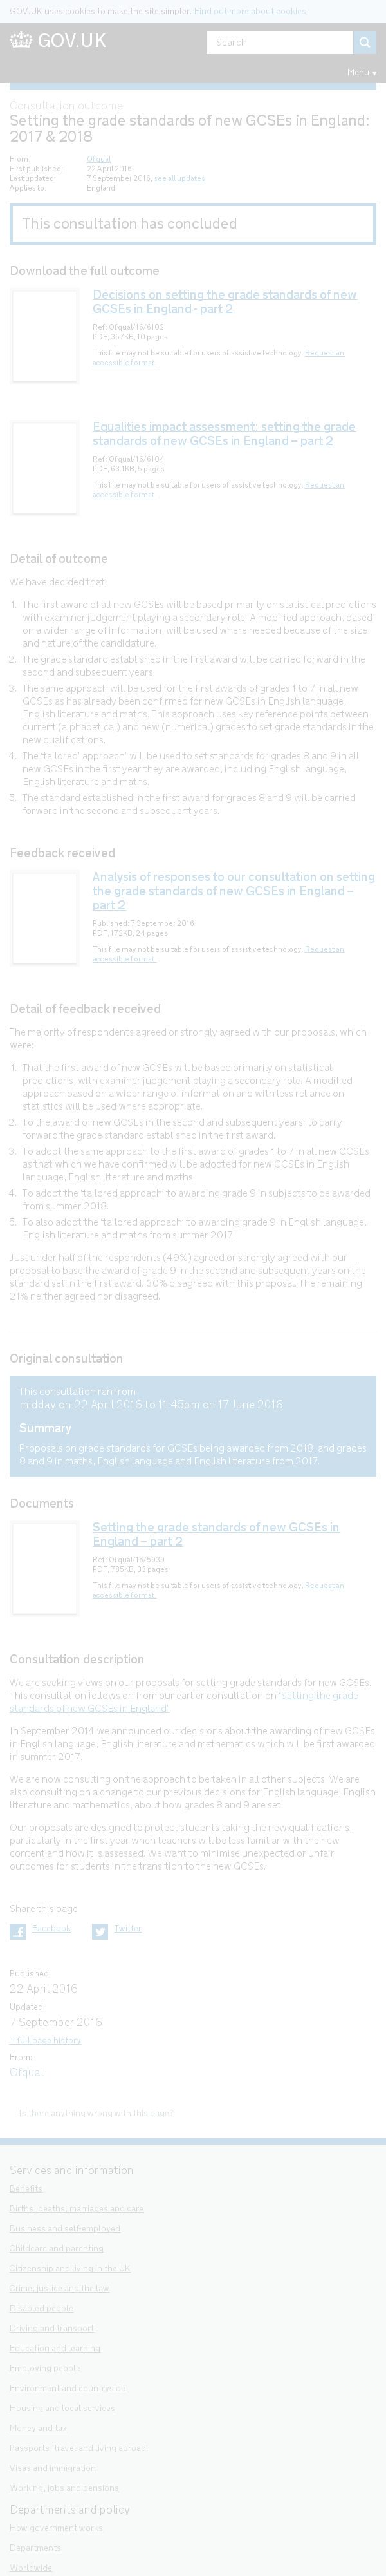 GOV.UK uses cookies to make the site simpler. Find out more about cookies
GOV.UK
Search
Menu
Consultation outcome
Setting the grade standards of new GCSEs in England:
2017 & 2018
From: Ofqual
First published: 22 April 2016
Last updated: 7 September 2016, see all updates
Applies to: England
This consultation has concluded
Download the full outcome
Decisions on setting the grade standards of new
GCSEs in England - part 2
Ref: Ofqual/16/6102
PDF, 357KB, 10 pages
This file may not be suitable for users of assistive technology. Request an
accessible format.
Equalities impact assessment: setting the grade
standards of new GCSEs in England – part 2
Ref: Ofqual/16/6104
PDF, 63.1KB, 5 pages
This file may not be suitable for users of assistive technology. Request an
accessible format.
Detail of outcome
We have decided that:
1. The first award of all new GCSEs will be based primarily on statistical predictions
with examiner judgement playing a secondary role. A modified approach, based
on a wider range of information, will be used where needed because of the size
and nature of the candidature.
2. The grade standard established in the first award will be carried forward in the
second and subsequent years.
3. The same approach will be used for the first awards of grades 1 to 7 in all new
GCSEs as has already been confirmed for new GCSEs in English language,
English literature and maths. This approach uses key reference points between
current (alphabetical) and new (numerical) grades to set grade standards in the
new qualifications.
4. The 'tailored' approach' will be used to set standards for grades 8 and 9 in all
new GCSEs in the first year they are awarded, including English language,
English literature and maths.
5. The standard established in the first award for grades 8 and 9 will be carried
forward in the second and subsequent years.
Feedback received
Analysis of responses to our consultation on setting
the grade standards of new GCSEs in England –
part 2
Published: 7 September 2016
PDF, 172KB, 24 pages
This file may not be suitable for users of assistive technology. Request an
accessible format.
Detail of feedback received
The majority of respondents agreed or strongly agreed with our proposals, which
were:
1. That the first award of new GCSEs will be based primarily on statistical
predictions, with examiner judgement playing a secondary role. A modified
approach based on a wider range of information and with less reliance on
statistics will be used where appropriate.
2. To the award of new GCSEs in the second and subsequent years: to carry
forward the grade standard established in the first award.
3. To adopt the same approach to the first award of grades 1 to 7 in all new GCSEs
as that which we have confirmed will be adopted for new GCSEs in English
language, English literature and maths.
4. To adopt the 'tailored approach' to awarding grade 9 in subjects to be awarded
from summer 2018.
5. To also adopt the 'tailored approach' to awarding grade 9 in English language,
English literature and maths from summer 2017.
Just under half of the respondents (49%) agreed or strongly agreed with our
proposal to base the award of grade 9 in the second and subsequent years on the
standard set in the first award. 30% disagreed with this proposal. The remaining
21% neither agreed nor disagreed.
Original consultation
This consultation ran from
midday on 22 April 2016 to 11:45pm on 17 June 2016
Summary
Proposals on grade standards for GCSEs being awarded from 2018, and grades
8 and 9 in maths, English language and English literature from 2017.
Documents
Setting the grade standards of new GCSEs in
England – part 2
Ref: Ofqual/16/5939
PDF, 785KB, 33 pages
This file may not be suitable for users of assistive technology. Request an
accessible format.
Consultation description
We are seeking views on our proposals for setting grade standards for new GCSEs.
This consultation follows on from our earlier consultation on 'Setting the grade
standards of new GCSEs in England'.
In September 2014 we announced our decisions about the awarding of new GCSEs
in English language, English literature and mathematics which will be first awarded
in summer 2017.
We are now consulting on the approach to be taken in all other subjects. We are
also consulting on a change to our previous decisions for English language, English
literature and mathematics, about how grades 8 and 9 are set.
Our proposals are designed to protect students taking the new qualifications,
particularly in the first year when teachers will be less familiar with the new
content and how it is assessed. We want to minimise unexpected or unfair
outcomes for students in the transition to the new GCSEs.
Share this page
Facebook Twitter
Published:
22 April 2016
Updated:
7 September 2016
+ full page history
From:
Ofqual
Is there anything wrong with this page?
Services and information
Benefits
Births, deaths, marriages and care
Business and self-employed
Childcare and parenting
Citizenship and living in the UK
Crime, justice and the law
Disabled people
Driving and transport
Education and learning
Employing people
Environment and countryside
Housing and local services
Money and tax
Passports, travel and living abroad
Visas and immigration
Working, jobs and pensions
Departments and policy
How government works
Departments
Worldwide